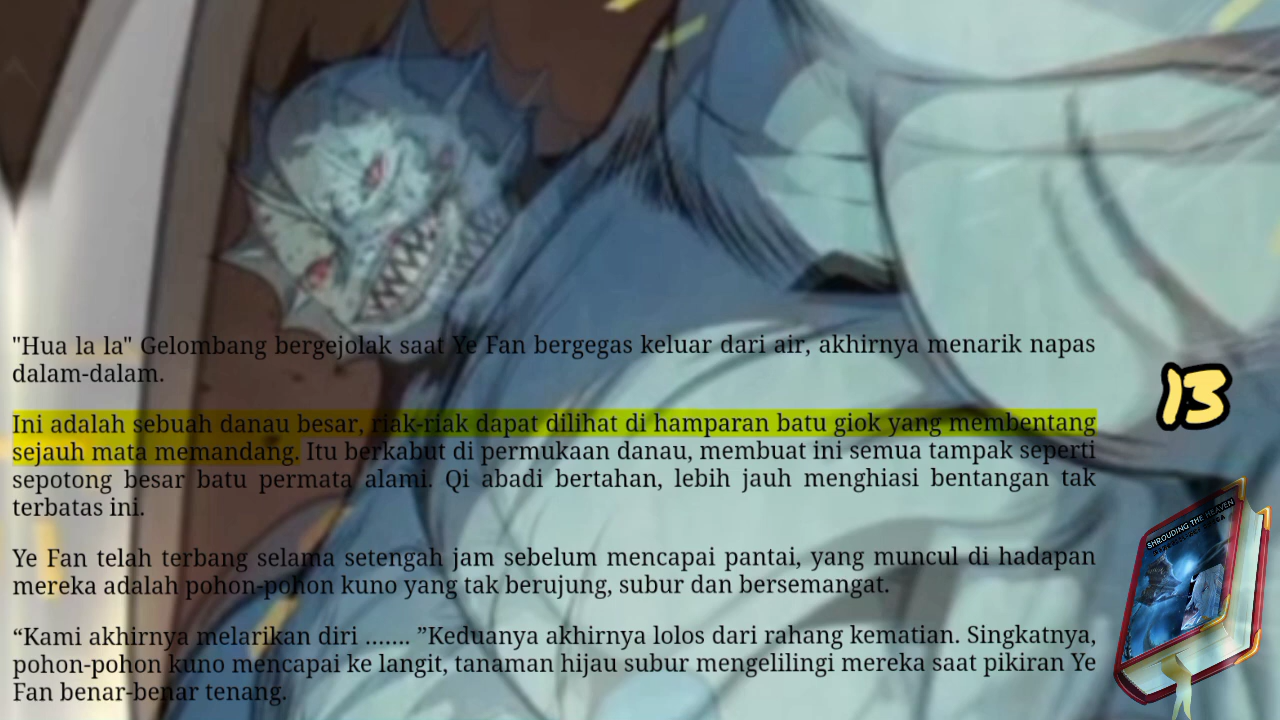 "Hua la la" Gelombang bergejolak saat Ye Fan bergegas keluar dari air, akhirnya menarik napas
dalam-dalam.
Ini adalah sebuah danau besar, riak-riak dapat dilihat di hamparan batu giok yang membentang
sejauh mata memandang. Itu berkabut di permukaan danau, membuat ini semua tampak seperti
sepotong besar batu permata alami. Qi abadi bertahan, lebih jauh menghiasi bentangan tak
terbatas ini.
Ye Fan telah terbang selama setengah jam sebelum mencapai pantai, yang muncul di hadapan
mereka adalah pohon-pohon kuno yang tak berujung, subur dan bersemangat.
“Kami akhirnya melarikan diri ....... ”Keduanya akhirnya lolos dari rahang kematian. Singkatnya,
pohon-pohon kuno mencapai ke langit, tanaman hijau subur mengelilingi mereka saat pikiran Ye
Fan benar-benar tenang.
13
SHROUDING THE HEAVEN